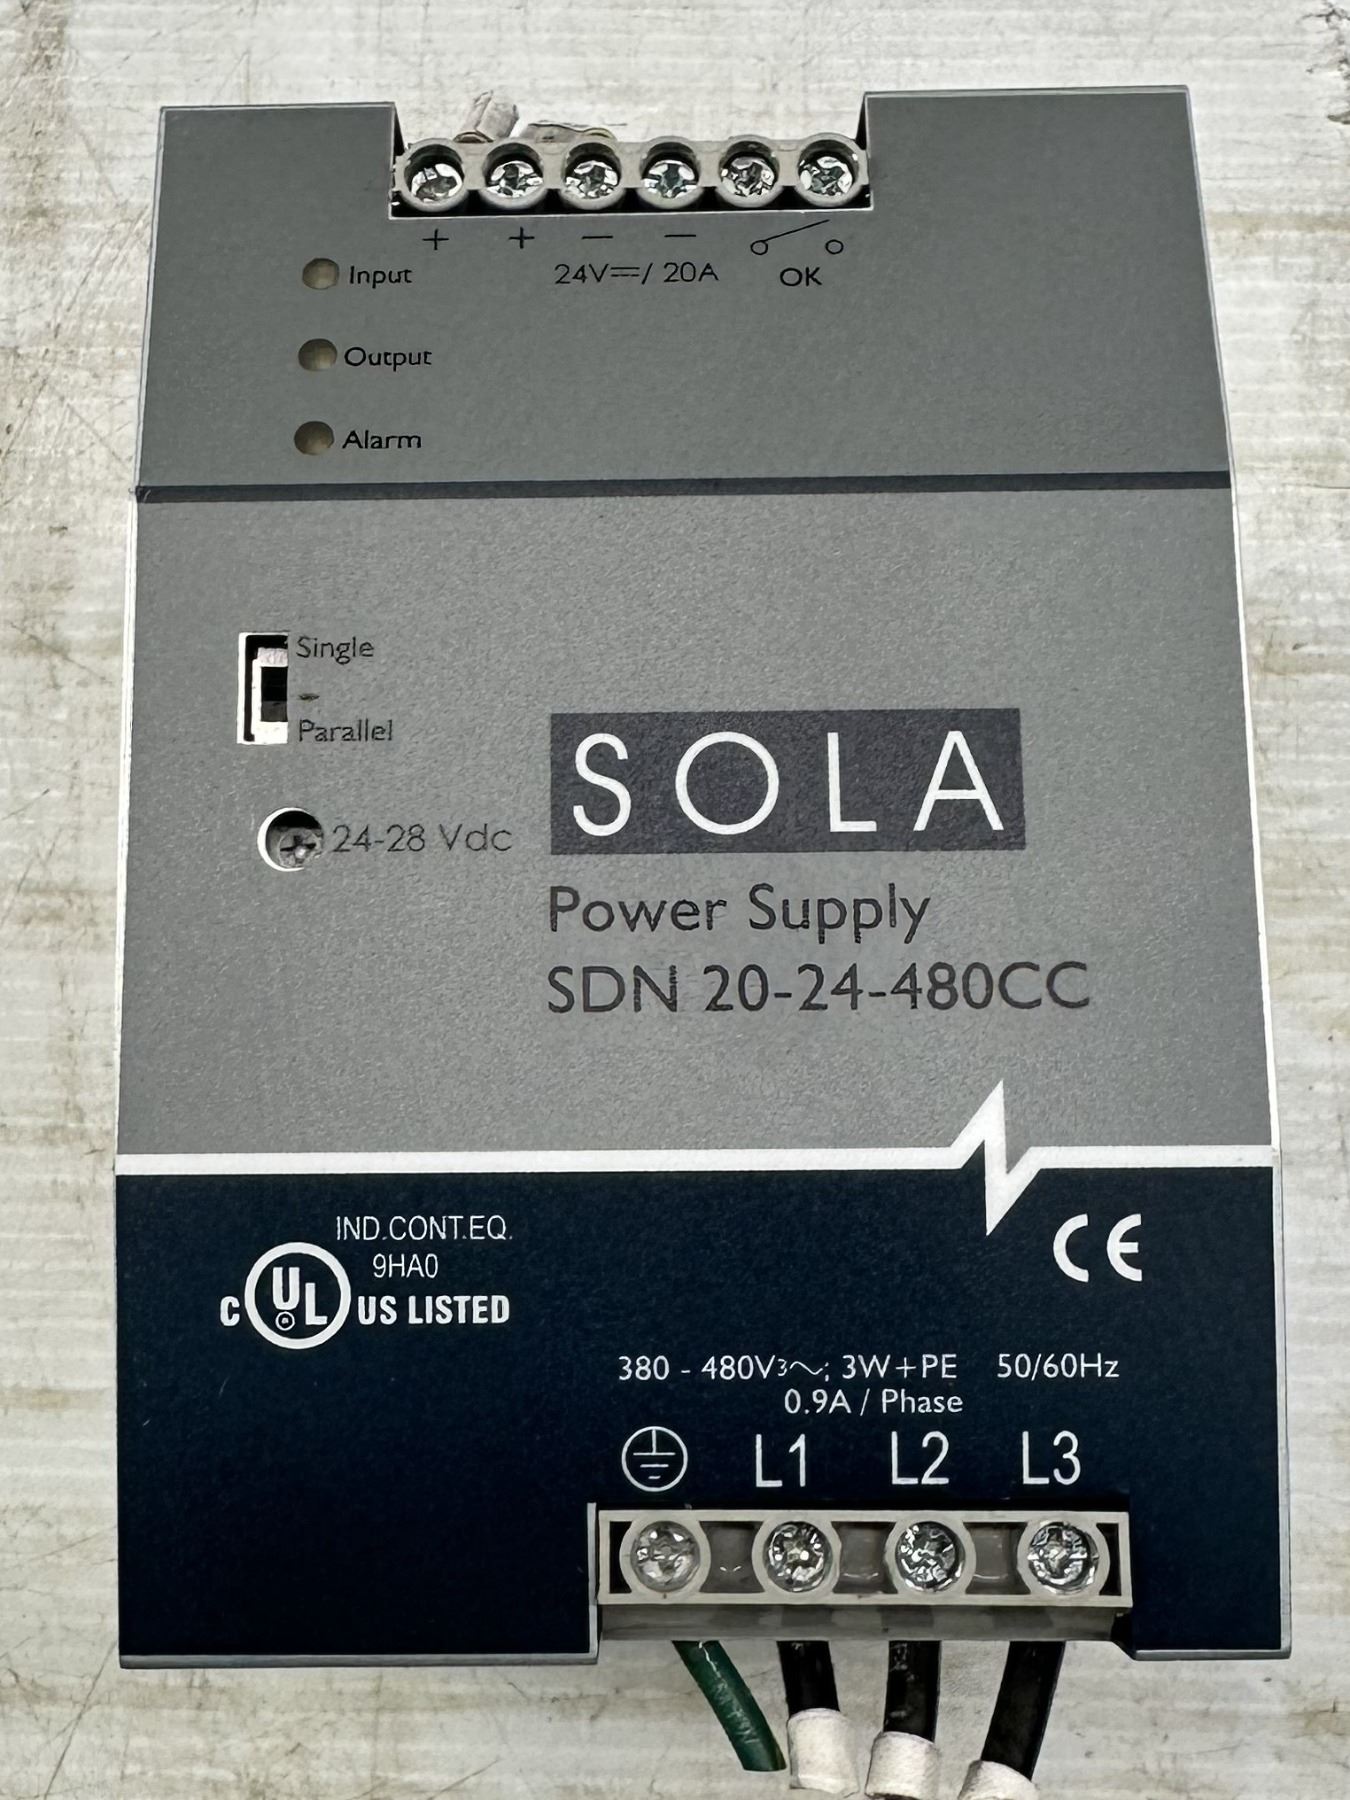 + + − −
24V⎓/ 20A
OK
Input
Output
Alarm
Single
-
Parallel
24-28 Vdc
SOLA
Power Supply
SDN 20-24-480CC
IND.CONT.EQ.
9HA0
C UL US LISTED
CE
380 - 480V3∼; 3W+PE 50/60Hz
0.9A / Phase
L1 L2 L3